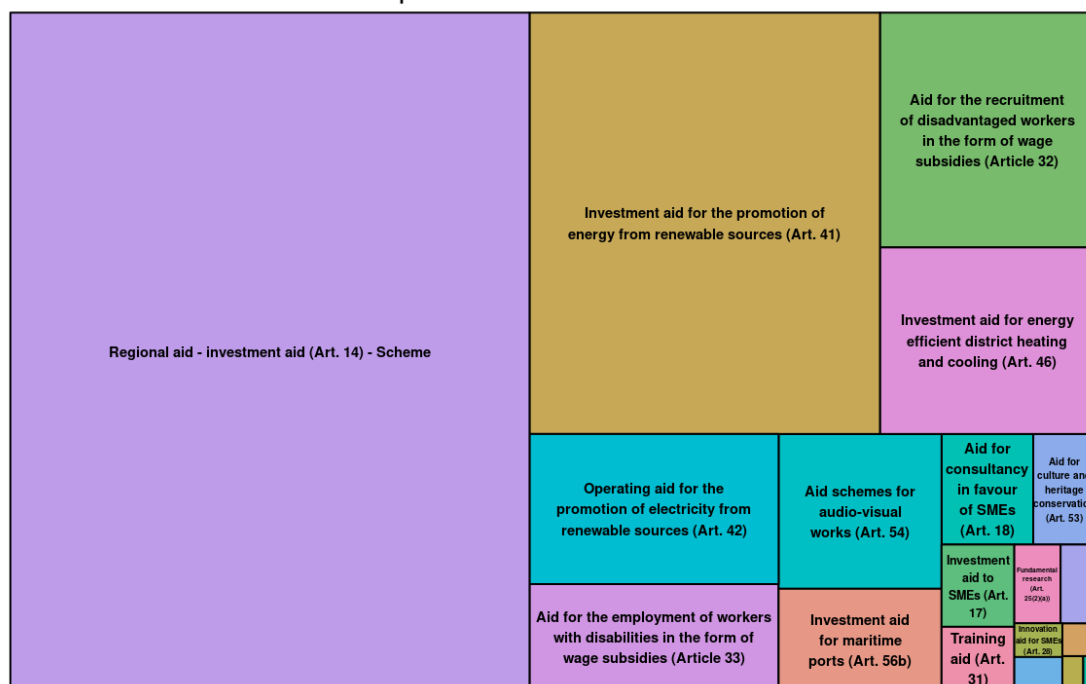 Regional aid - investment aid (Art. 14) - Scheme
Investment aid for the promotion of
energy from renewable sources (Art. 41)
Aid for the recruitment
of disadvantaged workers
in the form of wage
subsidies (Article 32)
Investment aid for energy
efficient district heating
and cooling (Art. 46)
Operating aid for the
promotion of electricity from
renewable sources (Art. 42)
Aid for the employment of workers
with disabilities in the form of
wage subsidies (Article 33)
Aid schemes for
audio-visual
works (Art. 54)
Investment aid
for maritime
ports (Art. 56b)
Aid for
consultancy
in favour
of SMEs
(Art. 18)
Aid for
culture and
heritage
conservation
(Art. 53)
Investment
aid to
SMEs (Art.
17)
Training
aid (Art.
31)
Fundamental
research
(Art.
25(2)(a))
Innovation
aid for SMEs
(Art. 28)